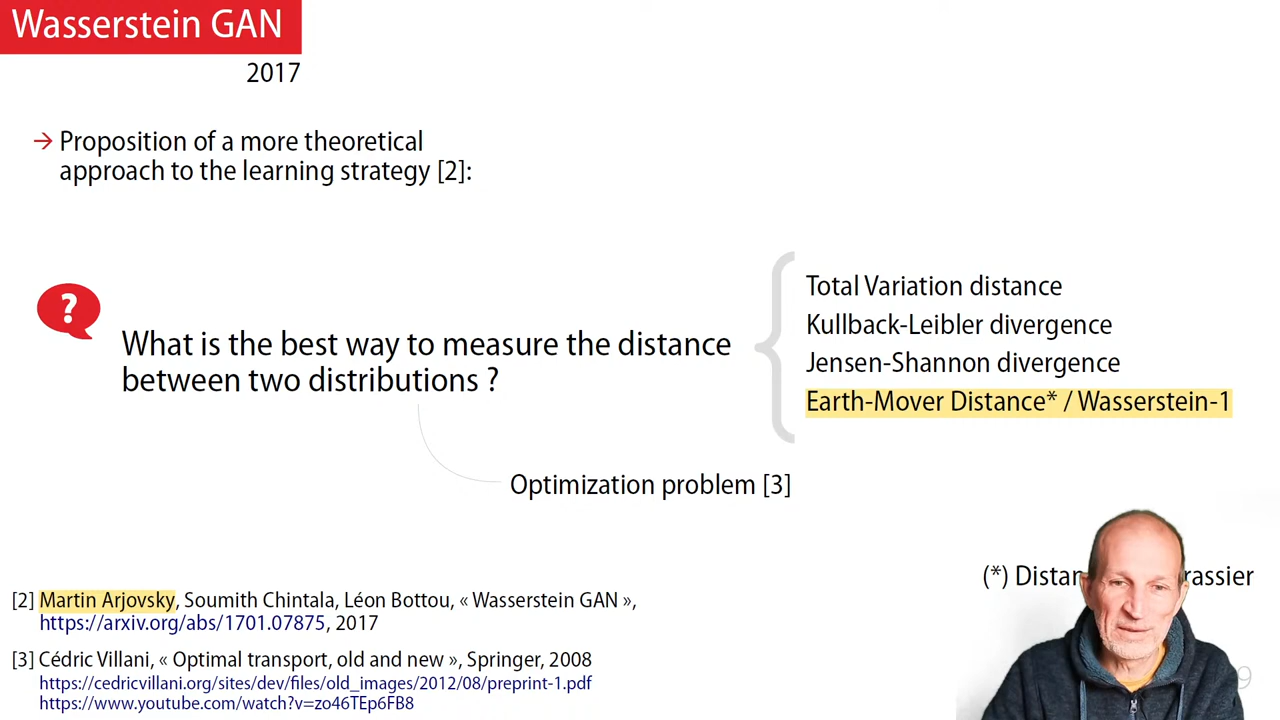 Wasserstein GAN
2017
→ Proposition of a more theoretical
approach to the learning strategy [2]:
?
What is the best way to measure the distance
between two distributions ?
Total Variation distance
Kullback-Leibler divergence
Jensen-Shannon divergence
Earth-Mover Distance* / Wasserstein-1
Optimization problem [3]
(*)
[2] Martin Arjovsky, Soumith Chintala, Léon Bottou, « Wasserstein GAN »,
https://arxiv.org/abs/1701.07875, 2017
[3] Cédric Villani, « Optimal transport, old and new », Springer, 2008
https://cedricvillani.org/sites/dev/files/old_images/2012/08/preprint-1.pdf
https://www.youtube.com/watch?v=zo46TEp6FB8